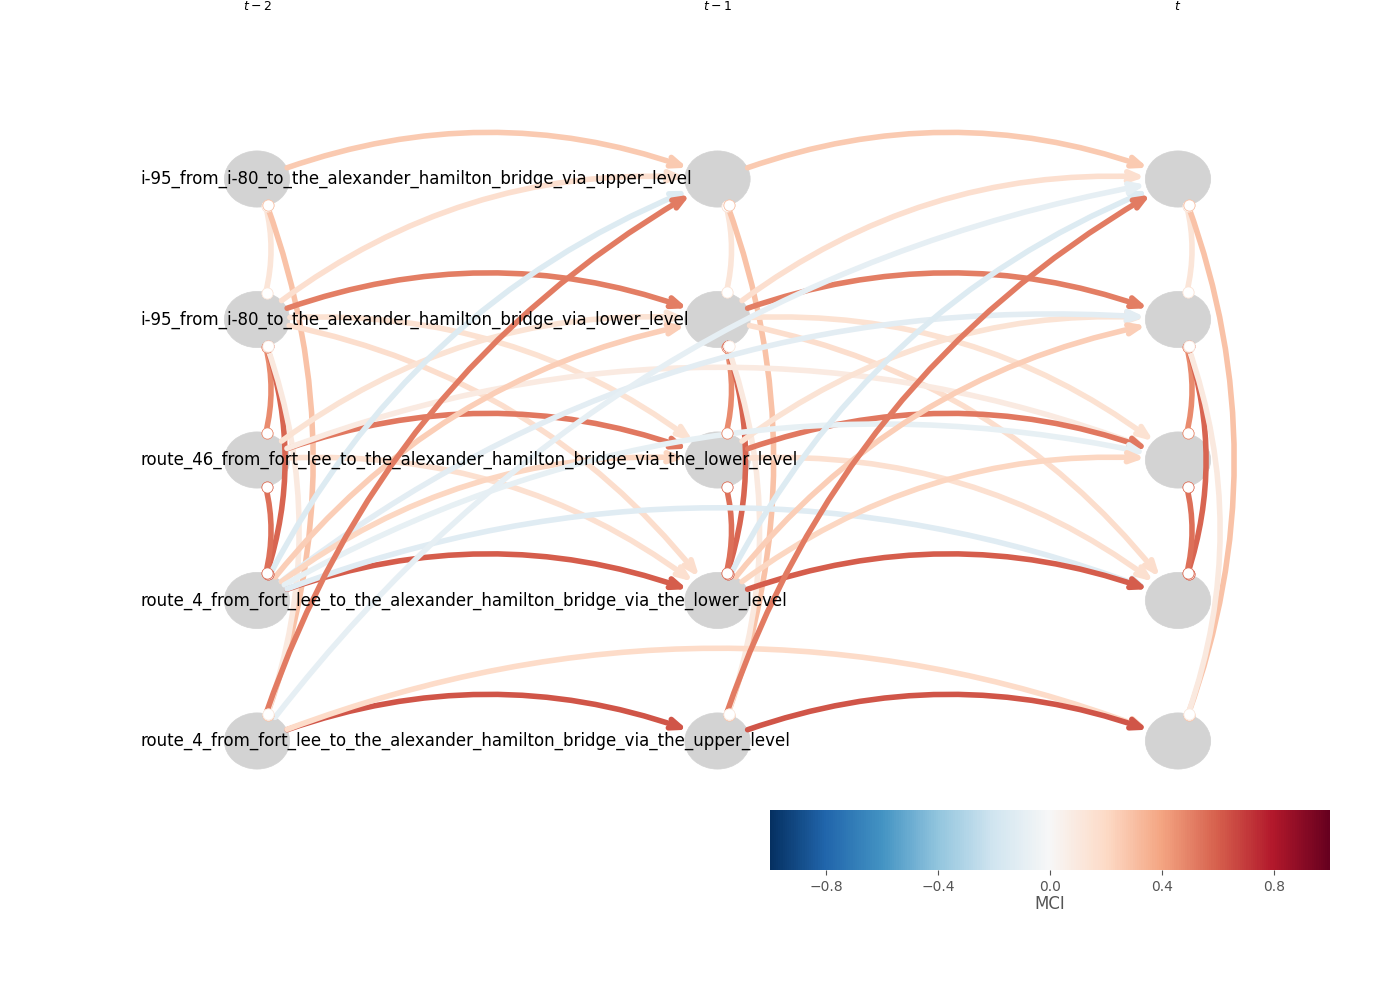 t − 2 t − 1 t
i-95_from_i-80_to_the_alexander_hamilton_bridge_via_upper_level
i-95_from_i-80_to_the_alexander_hamilton_bridge_via_lower_level
route_46_from_fort_lee_to_the_alexander_hamilton_bridge_via_the_lower_level
route_4_from_fort_lee_to_the_alexander_hamilton_bridge_via_the_lower_level
route_4_from_fort_lee_to_the_alexander_hamilton_bridge_via_the_upper_level
−0.8 −0.4 0.0 0.4 0.8
MCI